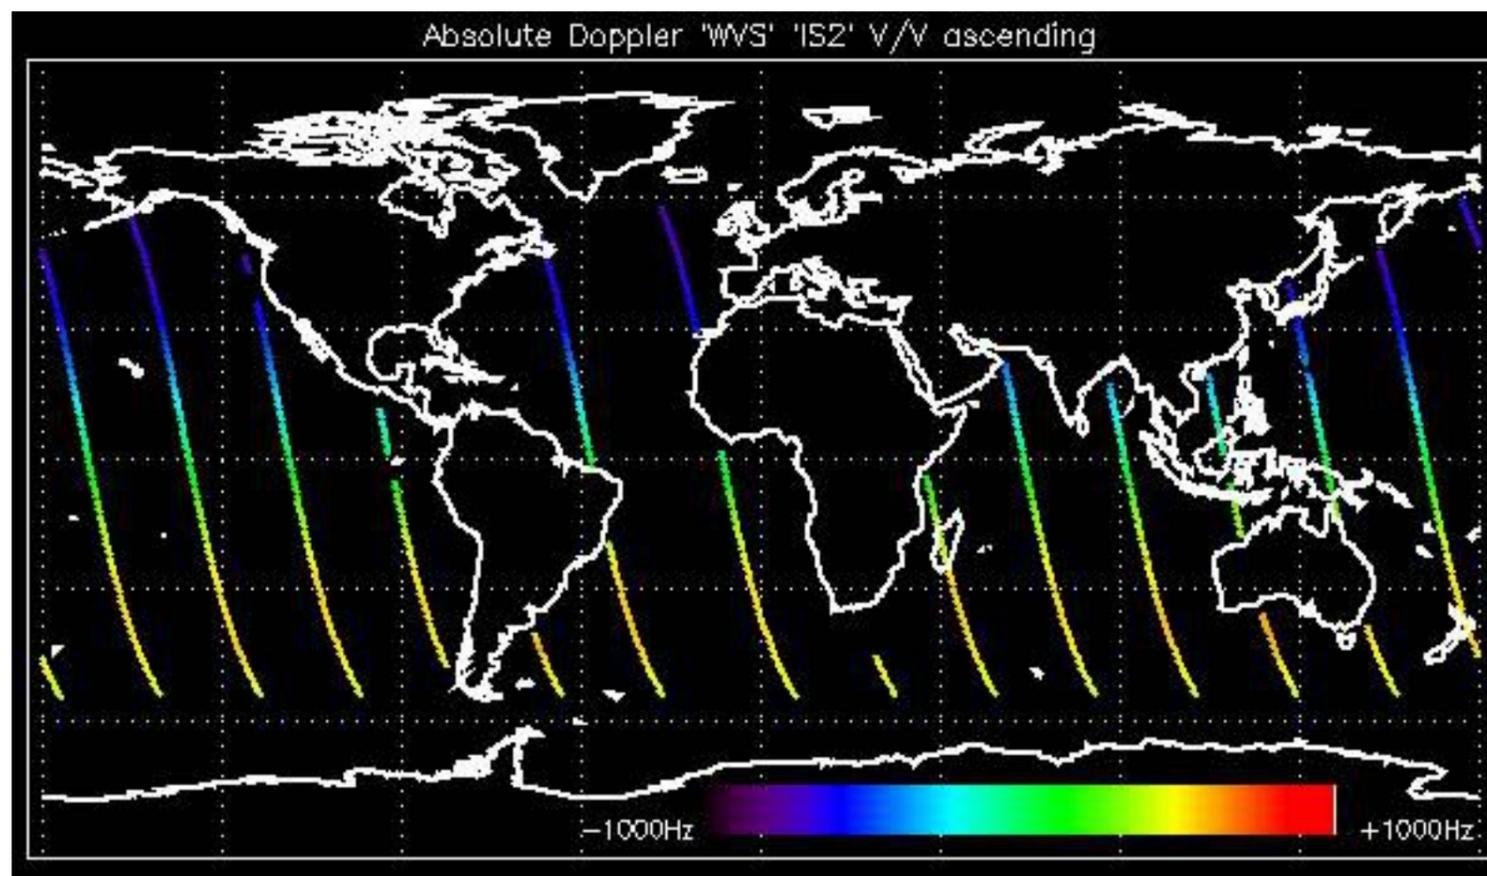 Absolute Doppler 'WVS' 'IS2' V/V ascending
-1000Hz +1000Hz